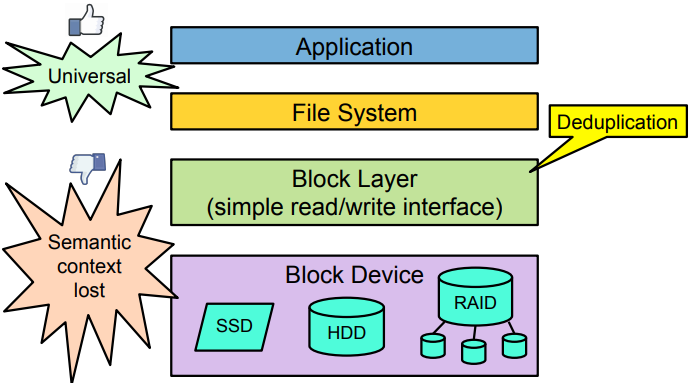 Application
Universal
File System
Deduplication
Block Layer
(simple read/write interface)
Semantic
context
lost
Block Device
SSD
HDD
RAID